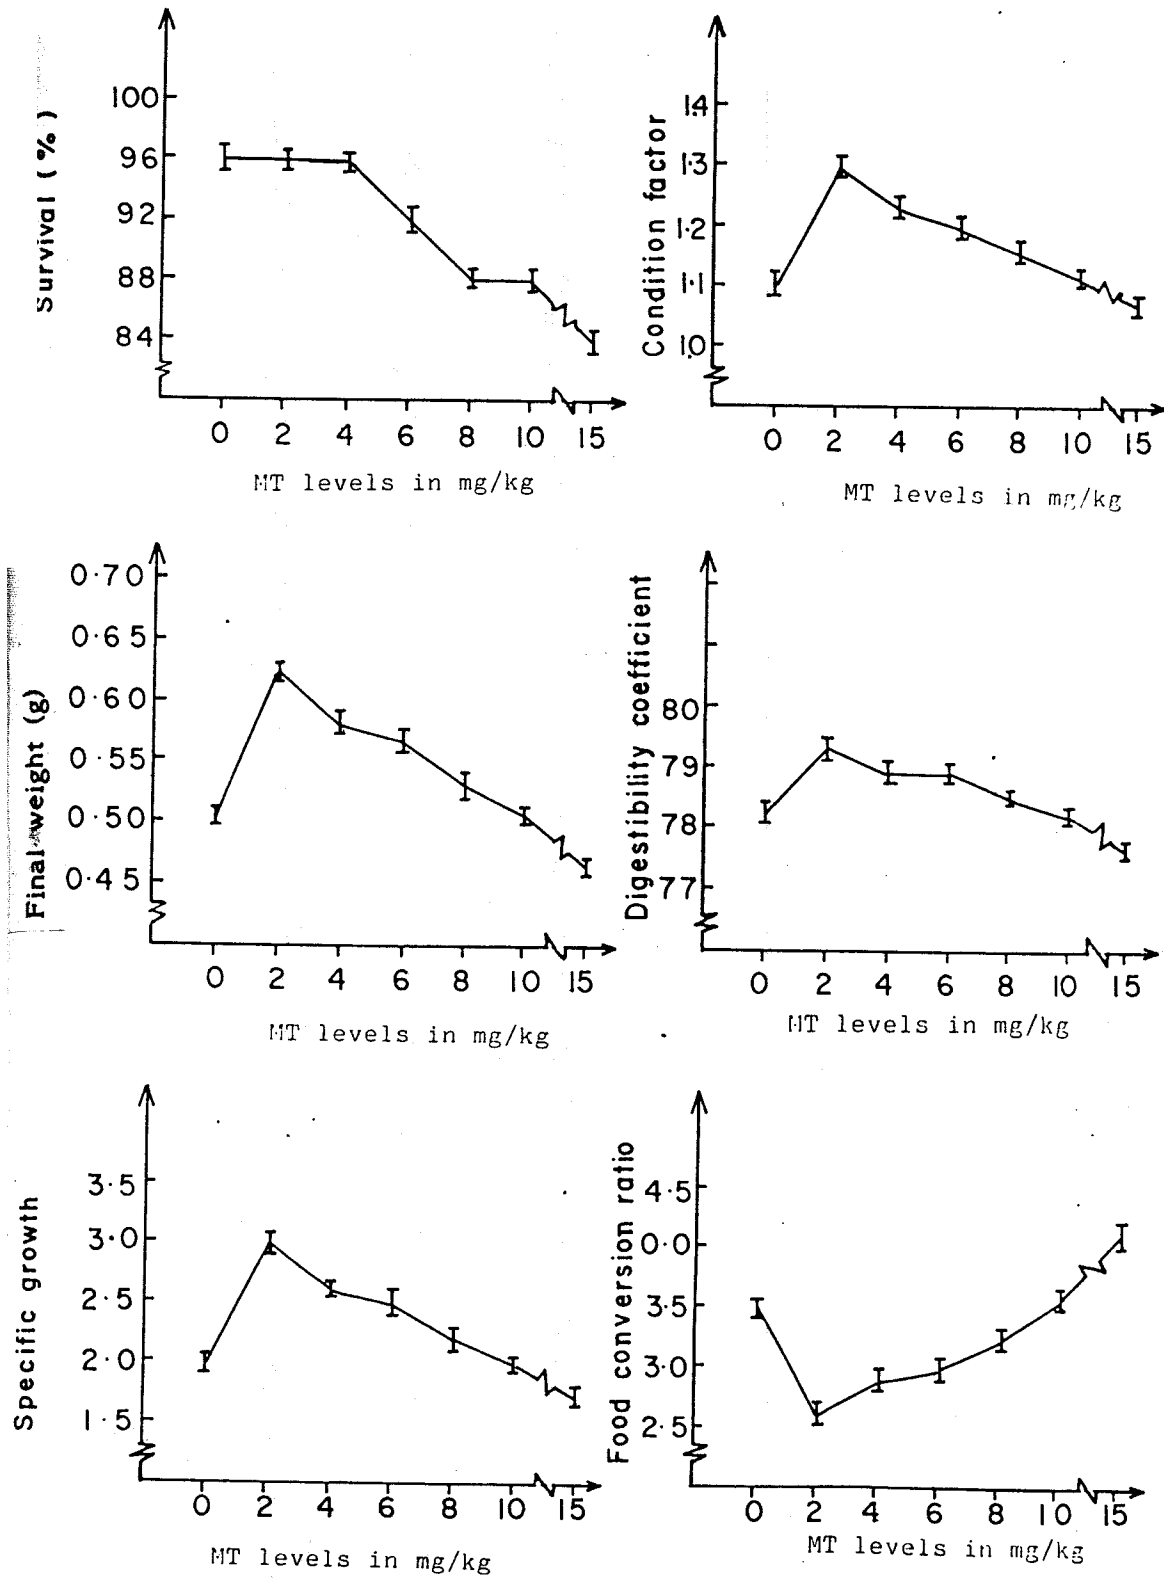 Survival (%)
100
96
92
88
84
0 2 4 6 8 10 15
MT levels in mg/kg
Condition factor
1·4
1·3
1·2
1·1
1·0
0 2 4 6 8 10 15
MT levels in mg/kg
Final weight (g)
0·70
0·65
0·60
0·55
0·50
0·45
0 2 4 6 8 10 15
MT levels in mg/kg
Digestibility coefficient
80
79
78
77
0 2 4 6 8 10 15
MT levels in mg/kg
Specific growth
3·5
3·0
2·5
2·0
1·5
0 2 4 6 8 10 15
MT levels in mg/kg
Food conversion ratio
4·5
0·0
3·5
3·0
2·5
0 2 4 6 8 10 15
MT levels in mg/kg